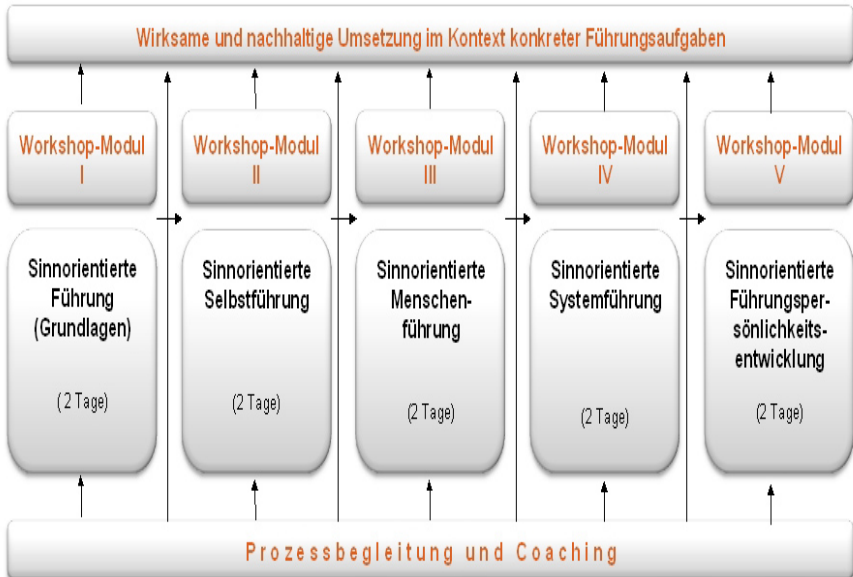 Wirksame und nachhaltige Umsetzung im Kontext konkreter Führungsaufgaben
Workshop-Modul
I
Workshop-Modul
II
Workshop-Modul
III
Workshop-Modul
IV
Workshop-Modul
V
Sinnorientierte
Führung
(Grundlagen)
(2 Tage)
Sinnorientierte
Selbstführung
(2 Tage)
Sinnorientierte
Menschen-
führung
(2 Tage)
Sinnorientierte
Systemführung
(2 Tage)
Sinnorientierte
Führungsper-
sönlichkeits-
entwicklung
(2 Tage)
Prozessbegleitung und Coaching